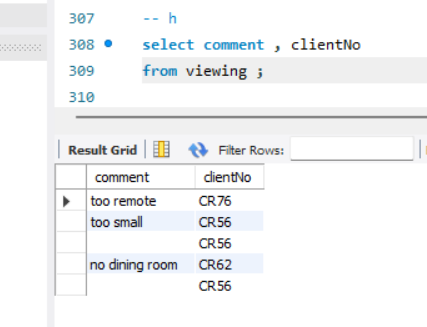 307 -- h
308 select comment , clientNo
309 from viewing ;
310
Result Grid Filter Rows:
comment clientNo
too remote CR76
too small CR56
CR56
no dining room CR62
CR56